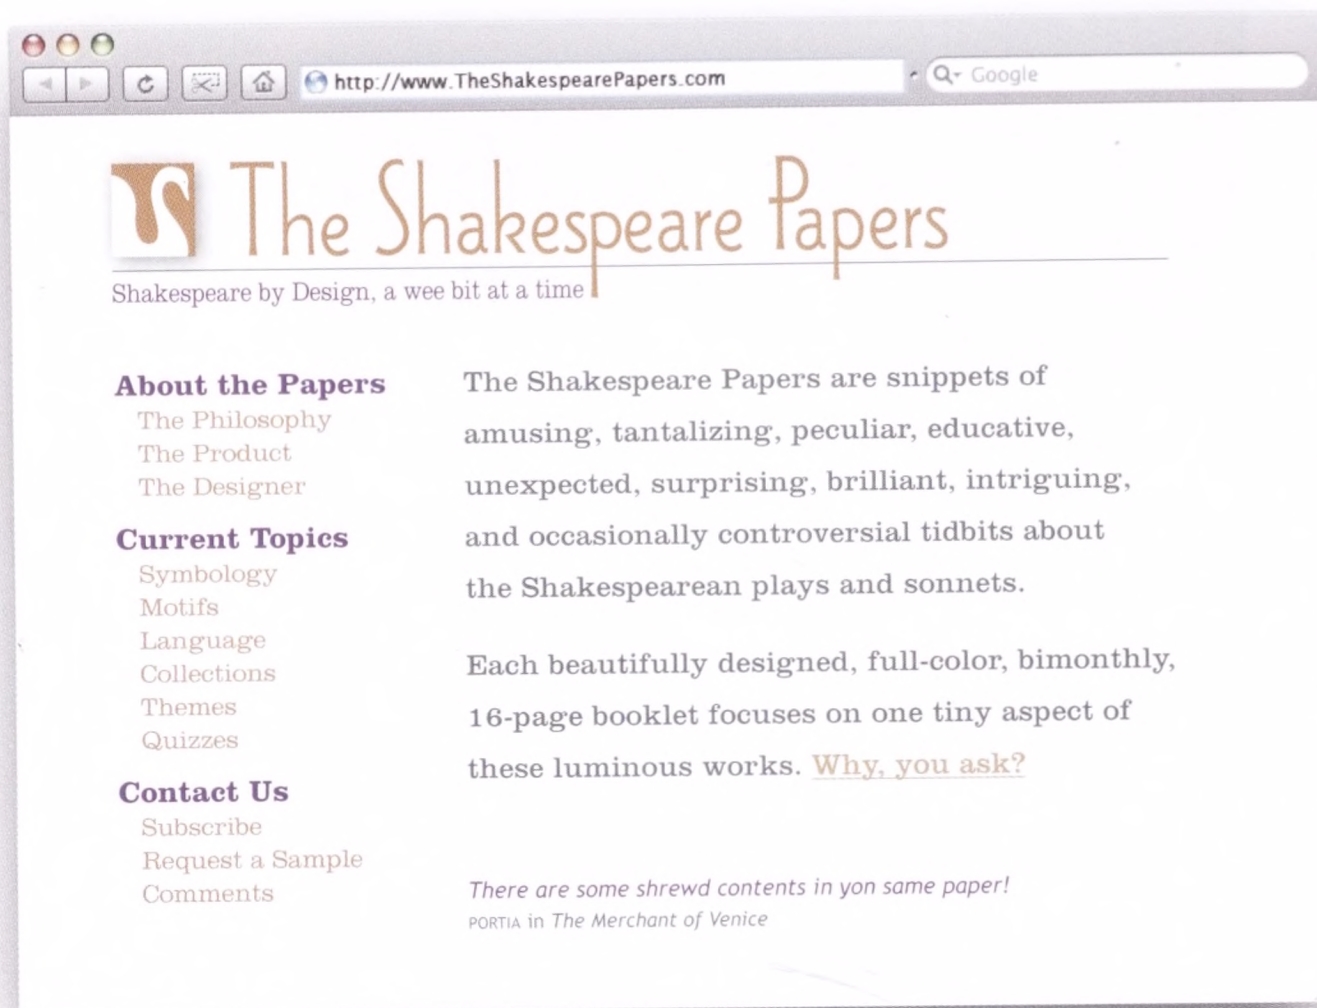 http://www.TheShakespearePapers.com
Google
The Shakespeare Papers
Shakespeare by Design, a wee bit at a time
About the Papers
The Philosophy
The Product
The Designer
Current Topics
Symbology
Motifs
Language
Collections
Themes
Quizzes
Contact Us
Subscribe
Request a Sample
Comments
The Shakespeare Papers are snippets of
amusing, tantalizing, peculiar, educative,
unexpected, surprising, brilliant, intriguing,
and occasionally controversial tidbits about
the Shakespearean plays and sonnets.
Each beautifully designed, full-color, bimonthly,
16-page booklet focuses on one tiny aspect of
these luminous works. Why, you ask?
There are some shrewd contents in yon same paper!
PORTIA in The Merchant of Venice